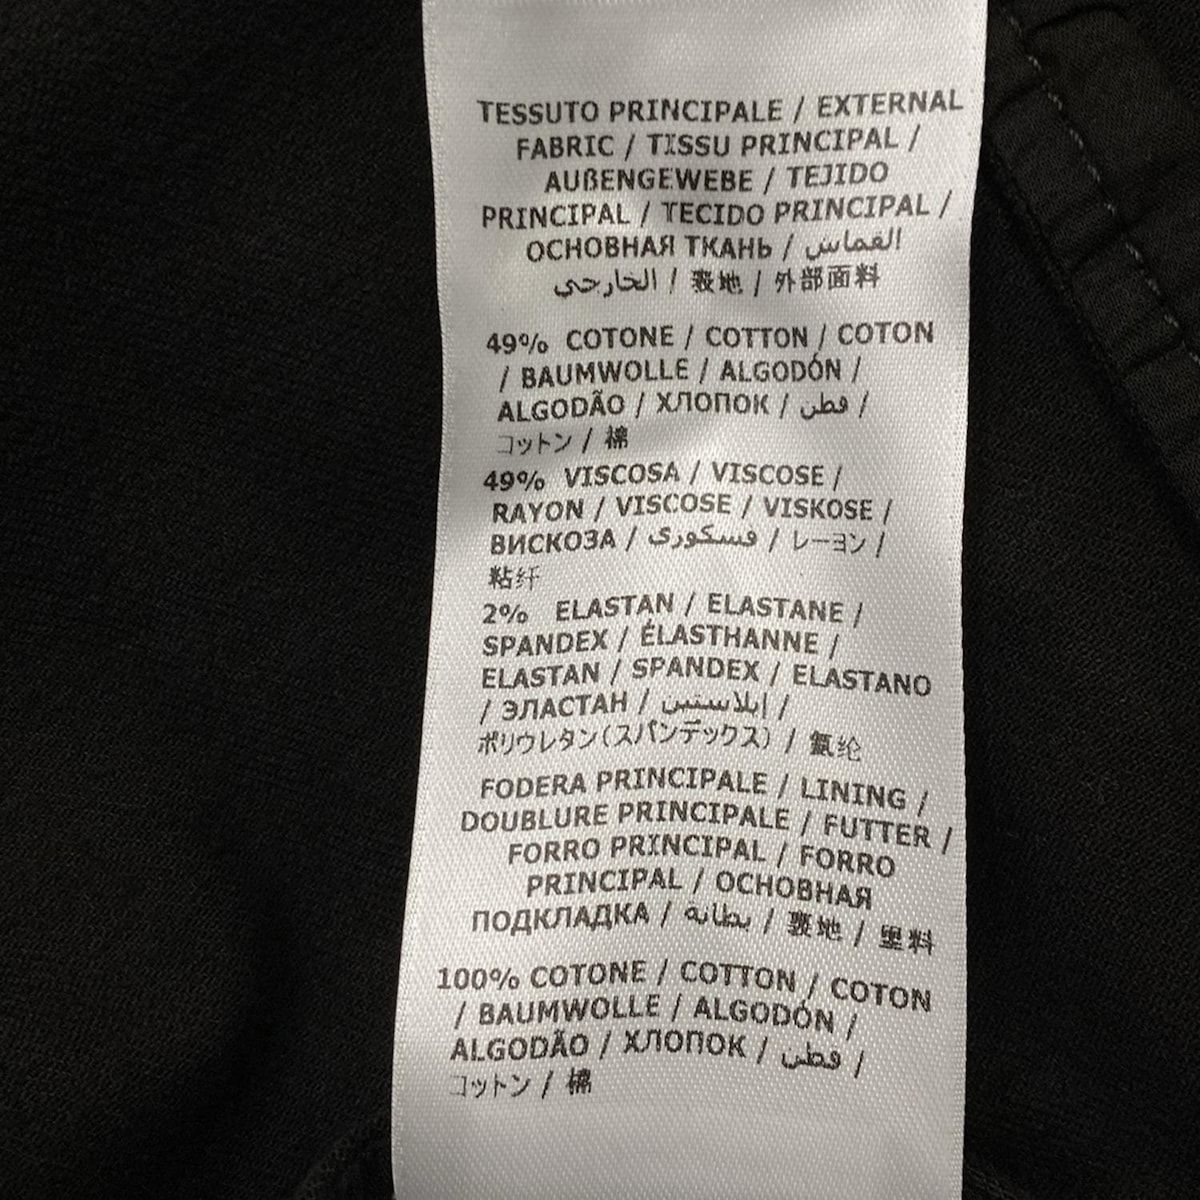 TESSUTO PRINCIPALE / EXTERNAL
FABRIC / TISSU PRINCIPAL /
AUßENGEWEBE / TEJIDO
PRINCIPAL / TECIDO PRINCIPAL /
ОСНОВНАЯ ТКАНЬ / القماش
الخارجي / 表地 / 外部面料
49% COTONE / COTTON / COTON
/ BAUMWOLLE / ALGODÓN /
ALGODÃO / ХЛОПОК / قطن /
コットン / 棉
49% VISCOSA / VISCOSE /
RAYON / VISCOSE / VISKOSE /
ВИСКОЗА / فسكوزى / レーヨン /
粘纤
2% ELASTAN / ELASTANE /
SPANDEX / ÉLASTHANNE /
ELASTAN / SPANDEX / ELASTANO
/ ЭЛАСТАН / إيلاستين /
ポリウレタン(スパンデックス) / 氨纶
FODERA PRINCIPALE / LINING /
DOUBLURE PRINCIPALE / FUTTER /
FORRO PRINCIPAL / FORRO
PRINCIPAL / ОСНОВНАЯ
ПОДКЛАДКА / بطانة / 裏地 / 里料
100% COTONE / COTTON / COTON
/ BAUMWOLLE / ALGODÓN /
ALGODÃO / ХЛОПОК / قطن /
コットン / 棉